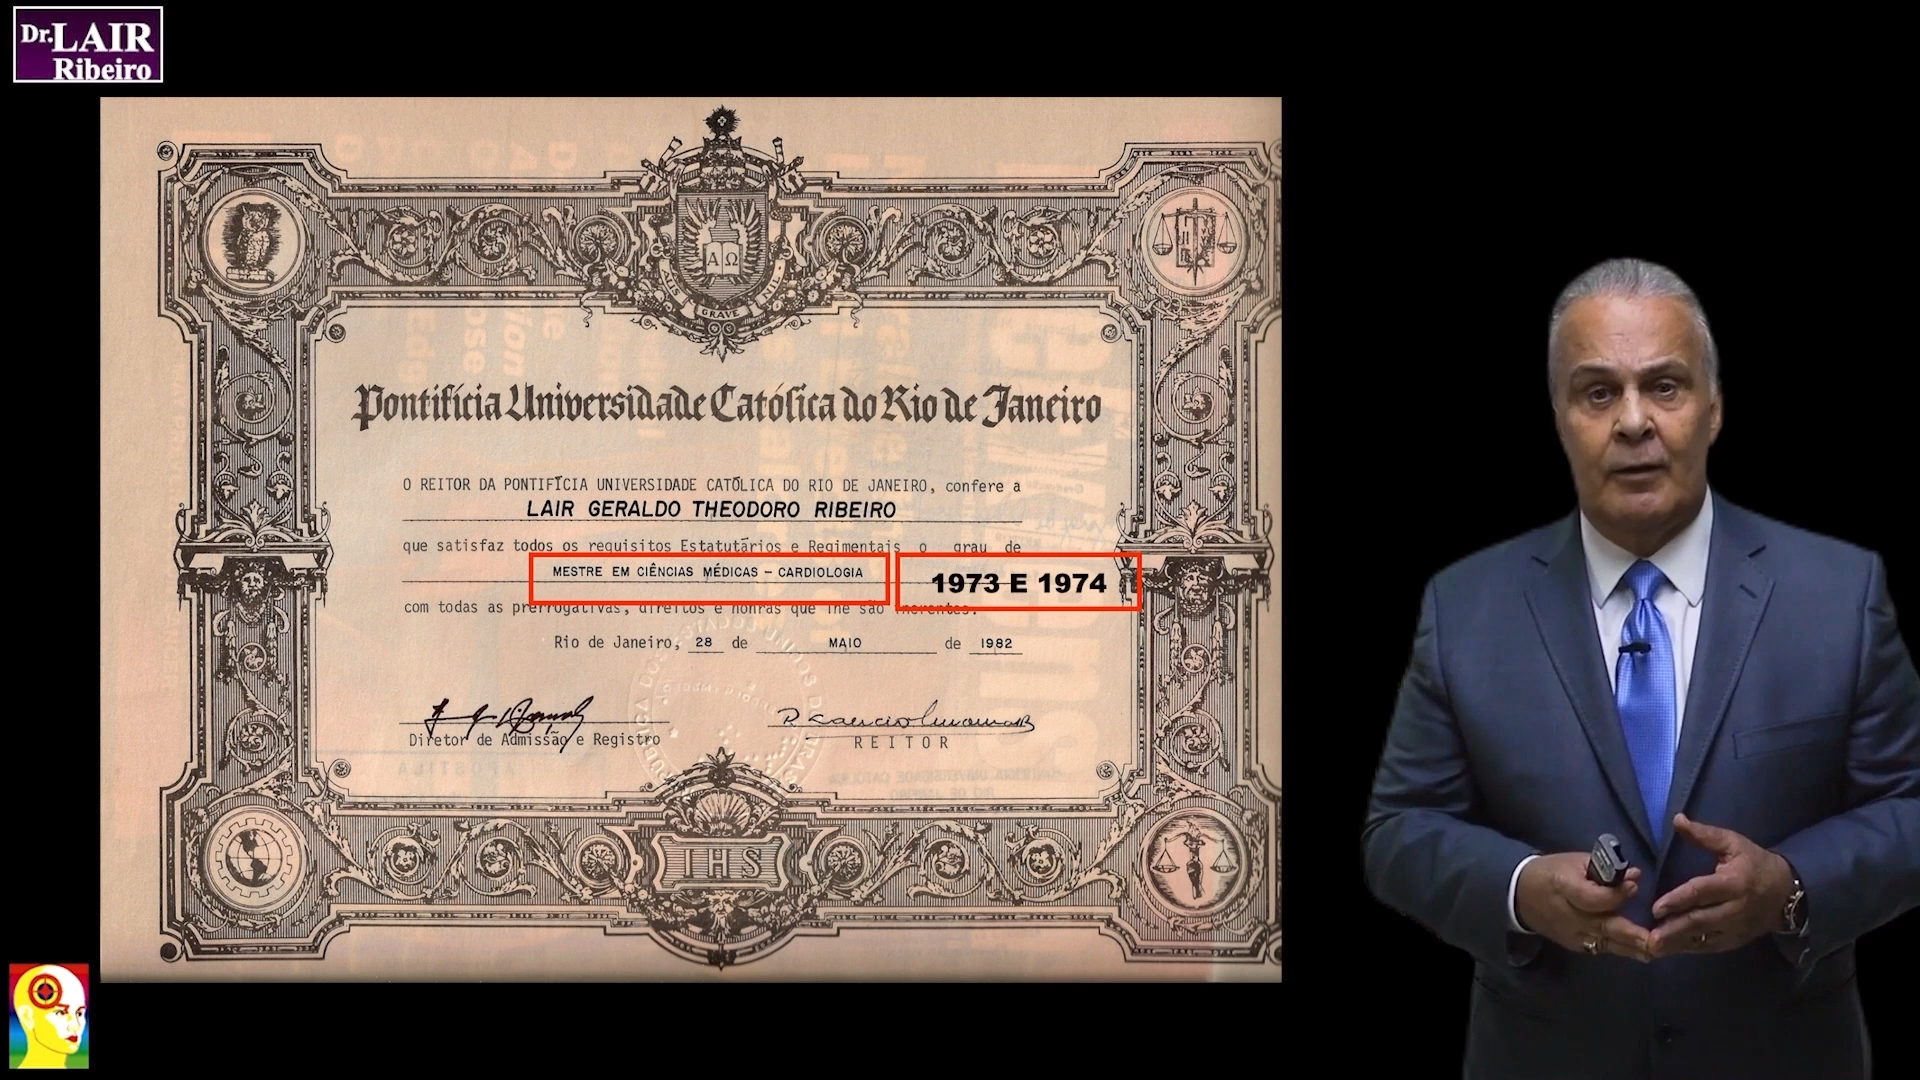 Dr. LAIR
Ribeiro
A Ω
GRAVE
Pontifícia Universidade Católica do Rio de Janeiro
O REITOR DA PONTIFÍCIA UNIVERSIDADE CATÓLICA DO RIO DE JANEIRO, confere a
LAIR GERALDO THEODORO RIBEIRO
que satisfaz todos os requisitos Estatutários e Regimentais o grau de
MESTRE EM CIÊNCIAS MÉDICAS - CARDIOLOGIA
1973 E 1974
com todas as prerrogativas, direitos e honras que lhe são inerentes.
Rio de Janeiro, 28 de MAIO de 1982
Diretor de Admissão e Registro
REITOR
IHS